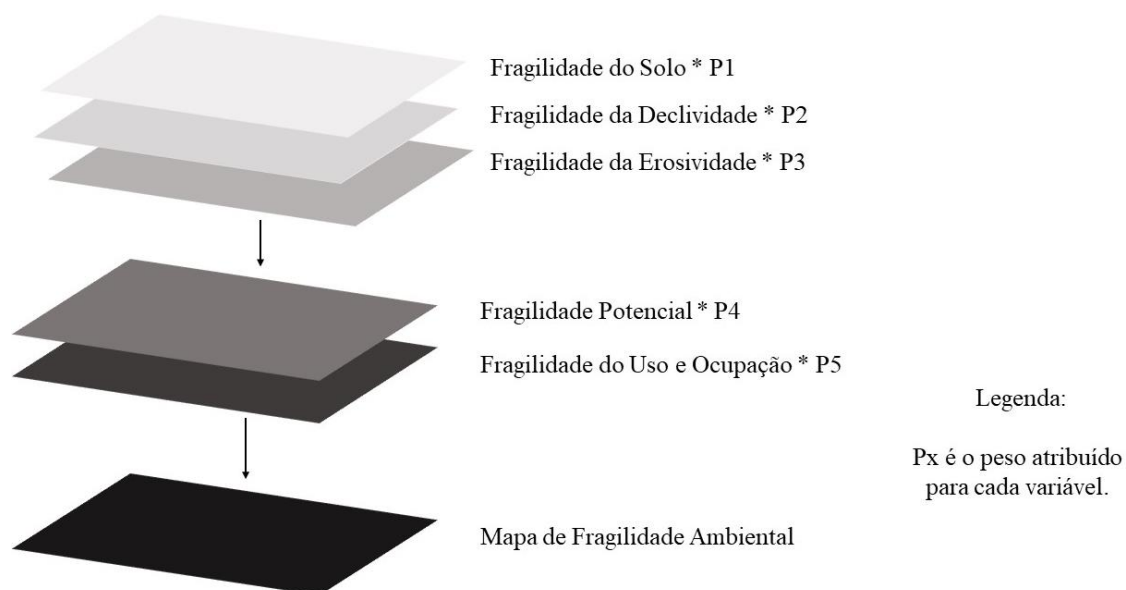 Fragilidade do Solo * P1
Fragilidade da Declividade * P2
Fragilidade da Erosividade * P3
Fragilidade Potencial * P4
Fragilidade do Uso e Ocupação * P5
Legenda:
Px é o peso atribuído
para cada variável.
Mapa de Fragilidade Ambiental